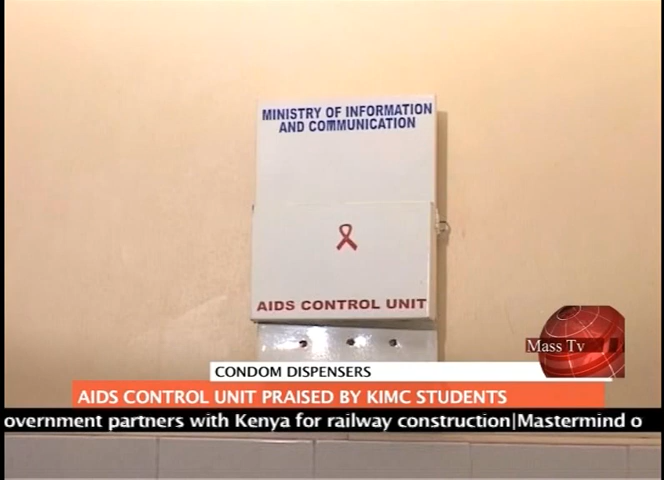 MINISTRY OF INFORMATION
AND COMMUNICATION
AIDS CONTROL UNIT
Mass Tv
CONDOM DISPENSERS
AIDS CONTROL UNIT PRAISED BY KIMC STUDENTS
overnment partners with Kenya for railway construction|Mastermind o